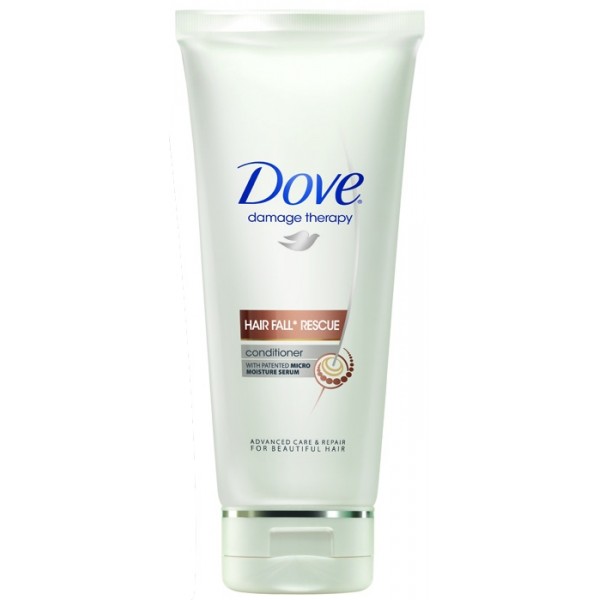 Dove
damage therapy
HAIR FALL* RESCUE
conditioner
WITH PATENTED MICRO
MOISTURE SERUM
ADVANCED CARE & REPAIR
FOR BEAUTIFUL HAIR